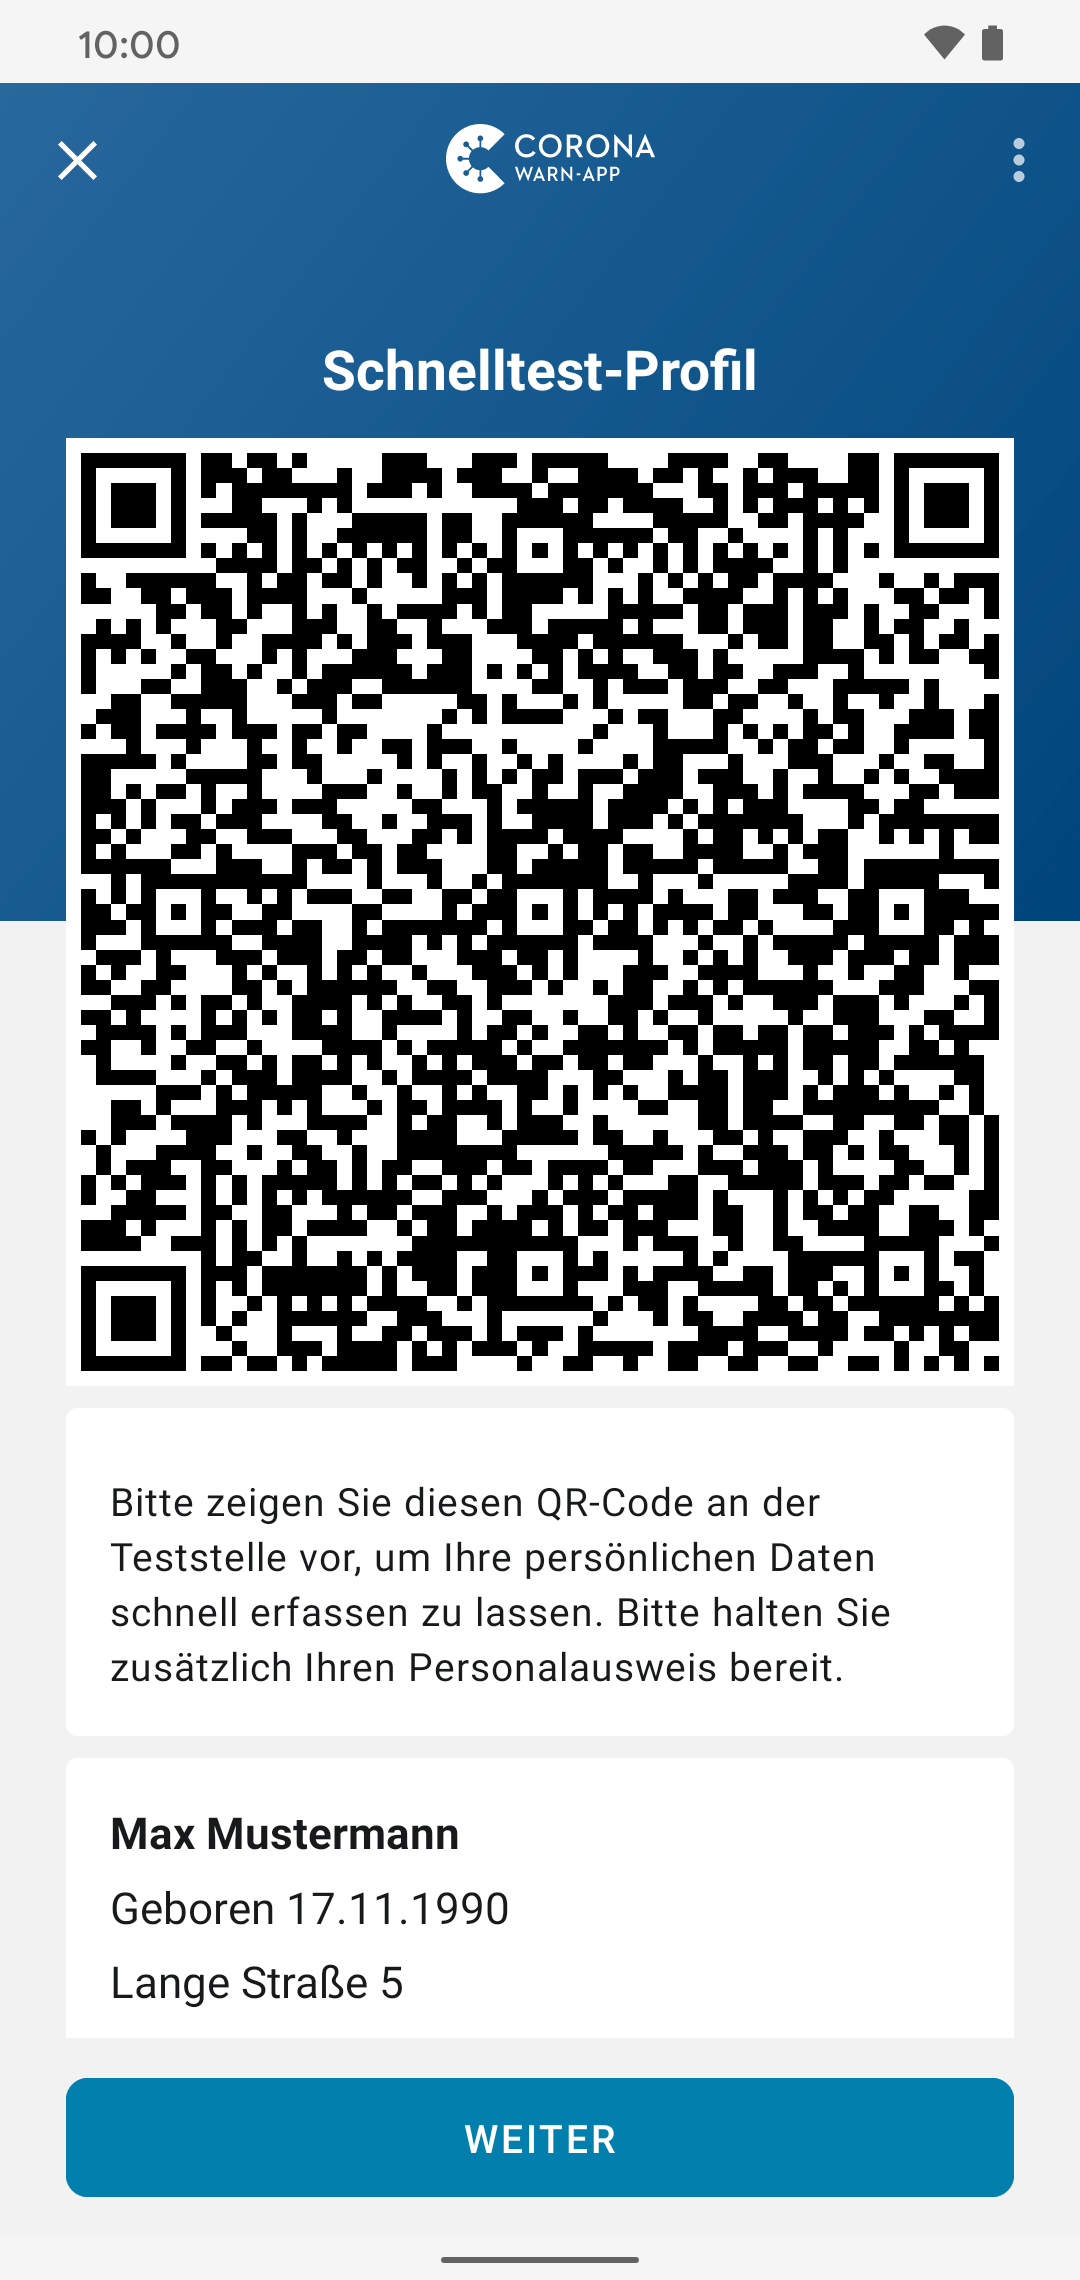 10:00
CORONA
WARN-APP
Schnelltest-Profil
Bitte zeigen Sie diesen QR-Code an der
Teststelle vor, um Ihre persönlichen Daten
schnell erfassen zu lassen. Bitte halten Sie
zusätzlich Ihren Personalausweis bereit.
Max Mustermann
Geboren 17.11.1990
Lange Straße 5
WEITER